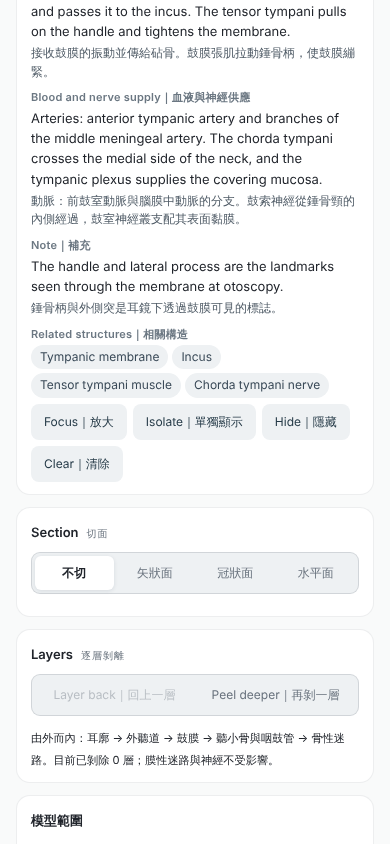 and passes it to the incus. The tensor tympani pulls
on the handle and tightens the membrane.
接收鼓膜的振動並傳給砧骨。鼓膜張肌拉動錘骨柄，使鼓膜繃
緊。
Blood and nerve supply｜血液與神經供應
Arteries: anterior tympanic artery and branches of
the middle meningeal artery. The chorda tympani
crosses the medial side of the neck, and the
tympanic plexus supplies the covering mucosa.
動脈：前鼓室動脈與腦膜中動脈的分支。鼓索神經從錘骨頸的
內側經過，鼓室神經叢支配其表面黏膜。
Note｜補充
The handle and lateral process are the landmarks
seen through the membrane at otoscopy.
錘骨柄與外側突是耳鏡下透過鼓膜可見的標誌。
Related structures｜相關構造
Tympanic membrane Incus
Tensor tympani muscle Chorda tympani nerve
Focus｜放大 Isolate｜單獨顯示 Hide｜隱藏
Clear｜清除
Section 切面
不切 矢狀面 冠狀面 水平面
Layers 逐層剝離
Layer back｜回上一層 Peel deeper｜再剝一層
由外而內：耳廓 → 外聽道 → 鼓膜 → 聽小骨與咽鼓管 → 骨性迷
路。目前已剝除 0 層；膜性迷路與神經不受影響。
模型範圍